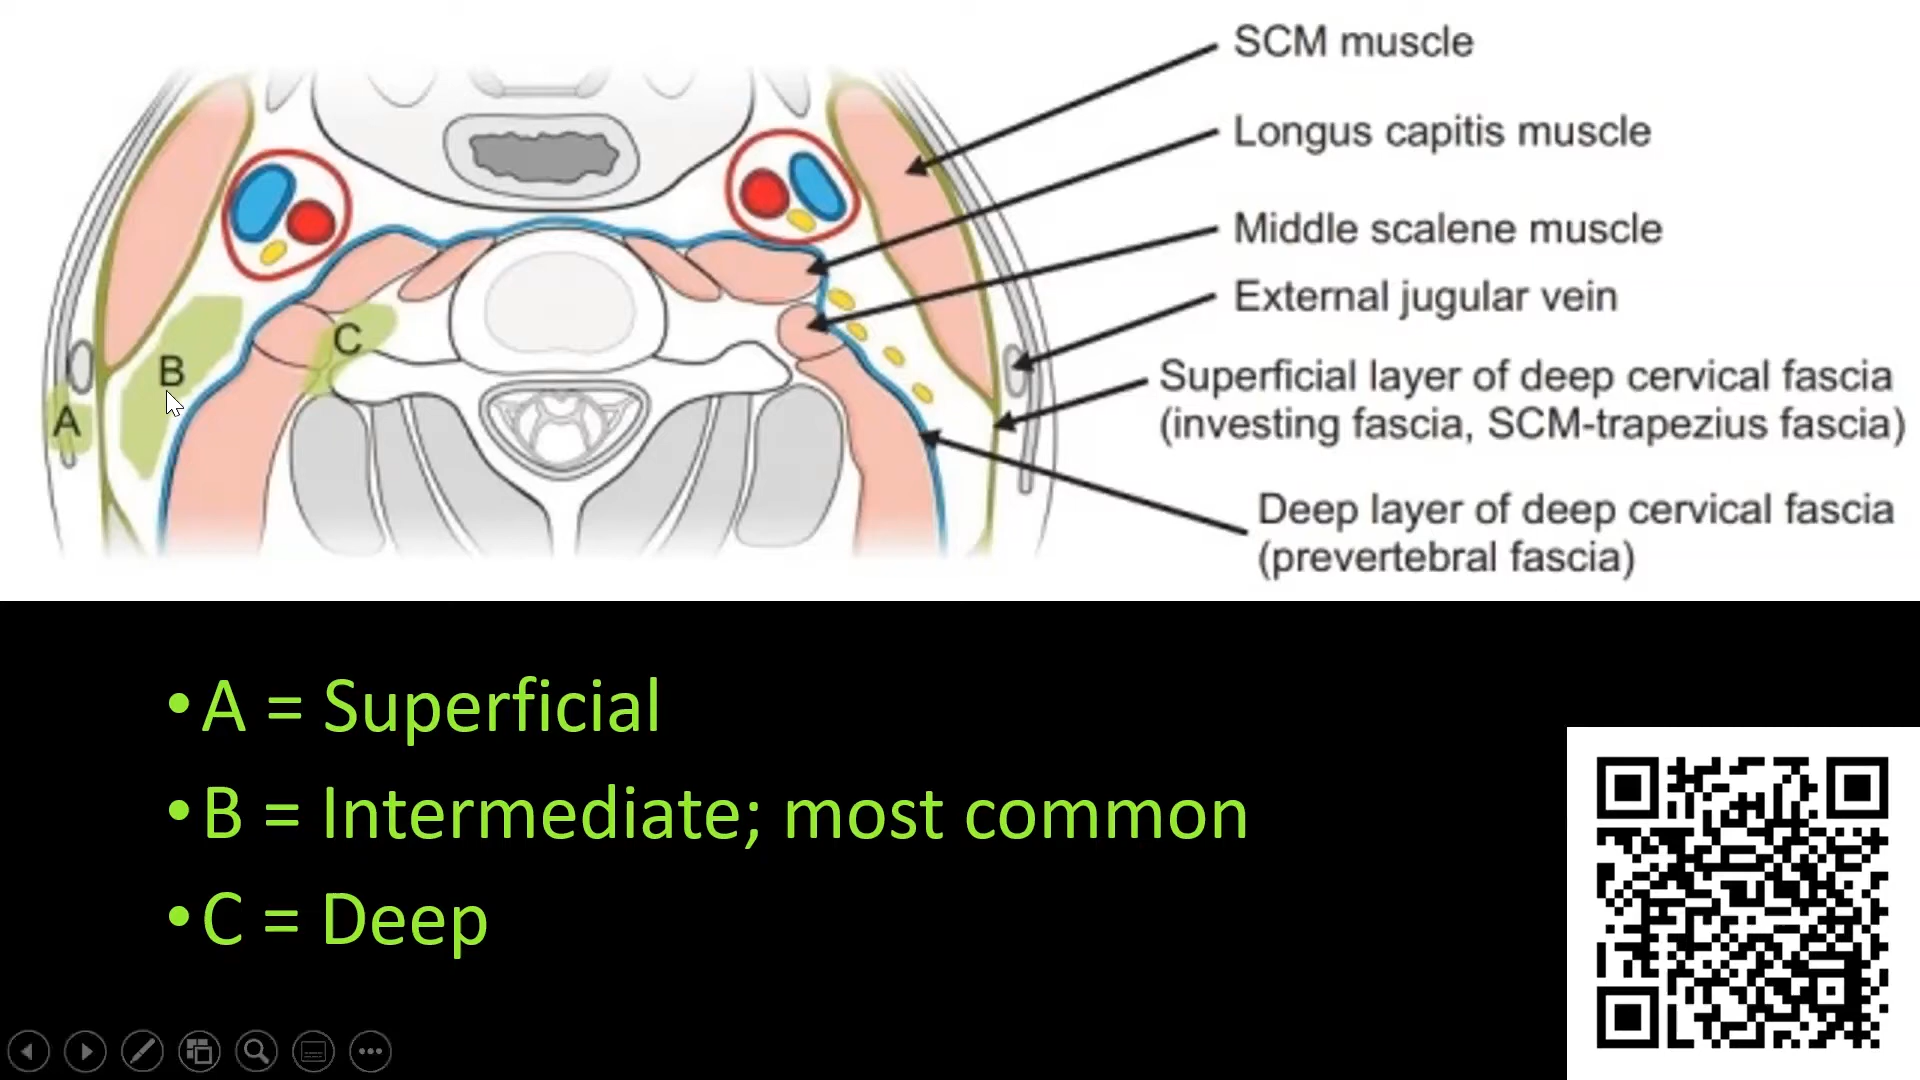 SCM muscle
Longus capitis muscle
Middle scalene muscle
External jugular vein
Superficial layer of deep cervical fascia
(investing fascia, SCM-trapezius fascia)
Deep layer of deep cervical fascia
(prevertebral fascia)
C
B
A
•A = Superficial
•B = Intermediate; most common
•C = Deep